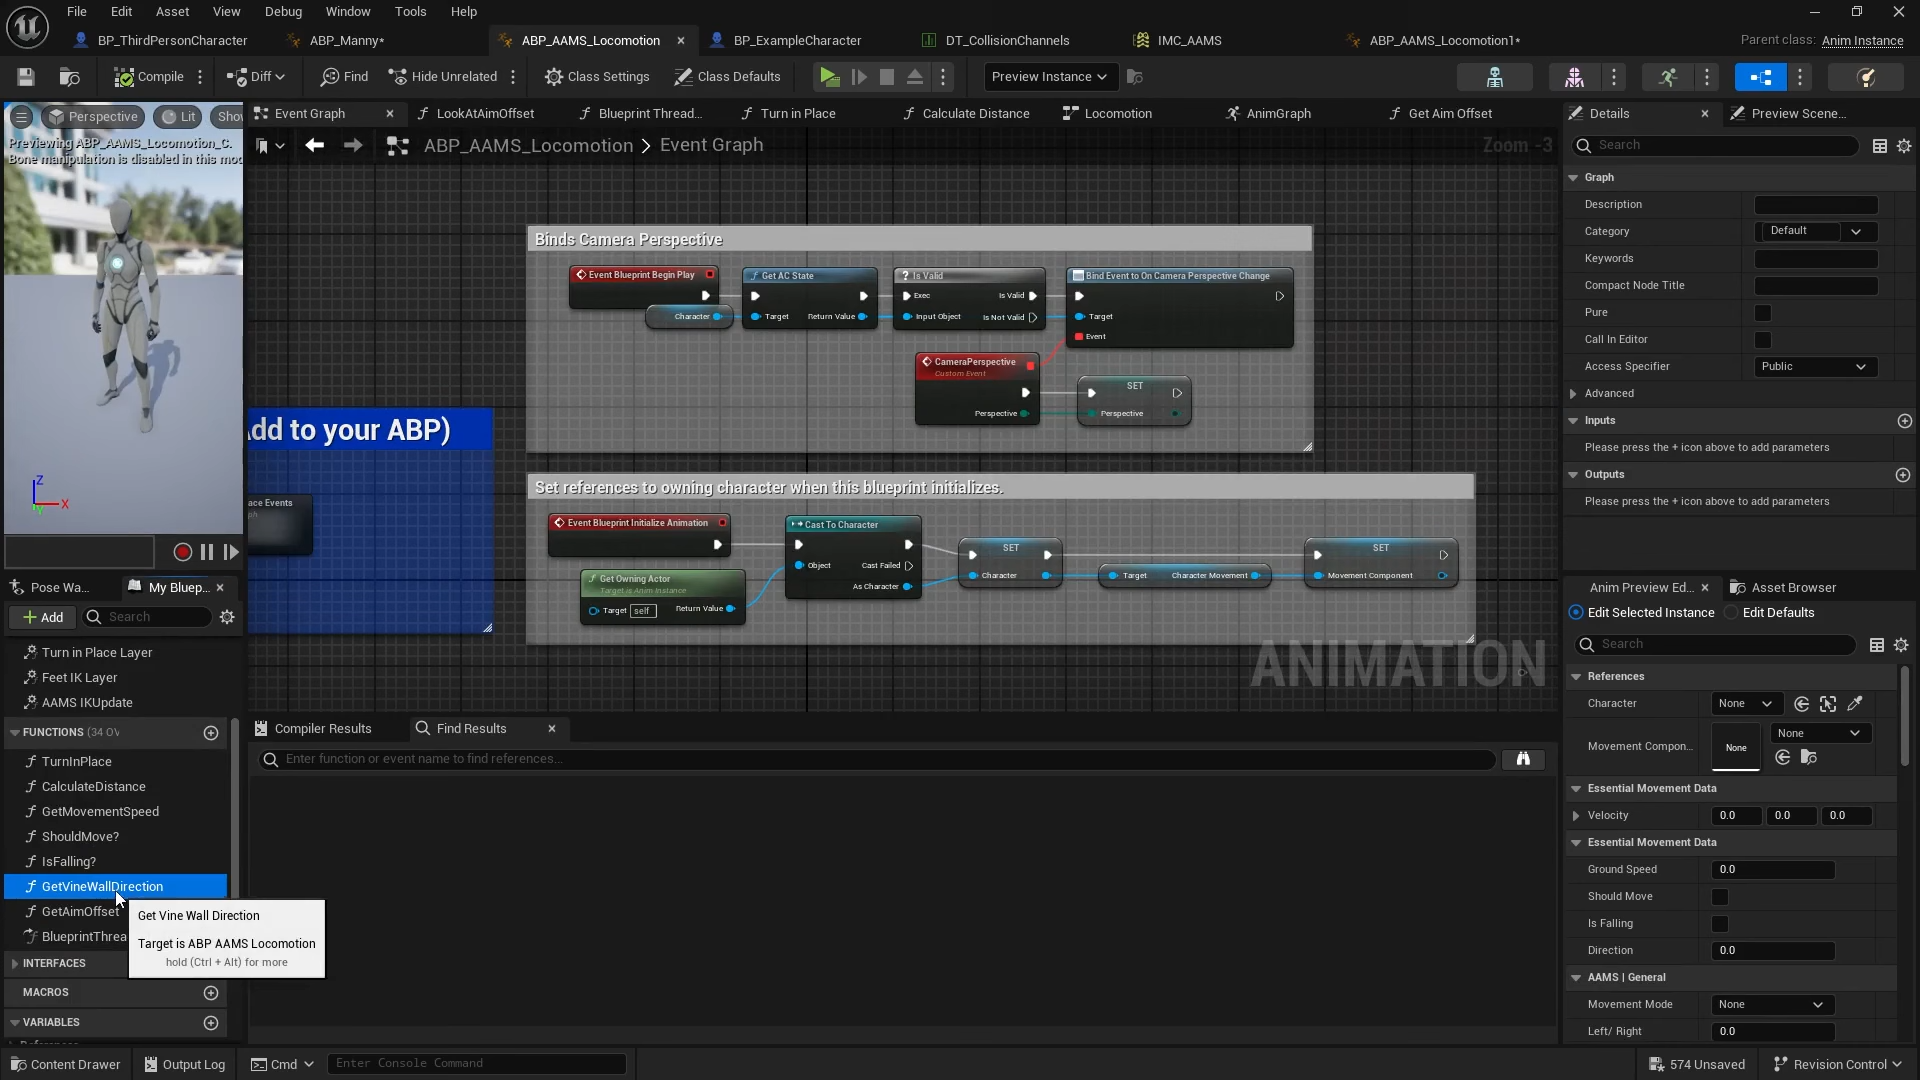 File Edit Asset View Debug Window Tools Help
BP_ThirdPersonCharacter ABP_Manny* ABP_AAMS_Locomotion BP_ExampleCharacter DT_CollisionChannels IMC_AAMS ABP_AAMS_Locomotion1* Parent class: Anim Instance
Compile Diff Find Hide Unrelated Class Settings Class Defaults Preview Instance
Perspective Lit Show
Previewing ABP_AAMS_Locomotion_C.
Bone manipulation is disabled in this mod
Z
X
Event Graph LookAtAimOffset Blueprint Thread... Turn in Place Calculate Distance Locomotion AnimGraph Get Aim Offset
ABP_AAMS_Locomotion > Event Graph
Zoom -3
Binds Camera Perspective
Event Blueprint Begin Play
Character
Get AC State
Target Return Value
Is Valid
Exec Is Valid
Input Object Is Not Valid
Bind Event to On Camera Perspective Change
Target
Event
CameraPerspective
Custom Event
Perspective
SET
Perspective
Add to your ABP)
ace Events
ph
Set references to owning character when this blueprint initializes.
Event Blueprint Initialize Animation
Get Owning Actor
Target is Anim Instance
Target self Return Value
Cast To Character
Object Cast Failed
As Character
SET
Character
Target Character Movement
SET
Movement Component
ANIMATION
Pose Wa... My Bluep...
Add Search
Turn in Place Layer
Feet IK Layer
AAMS IKUpdate
FUNCTIONS (34 OV
TurnInPlace
CalculateDistance
GetMovementSpeed
ShouldMove?
IsFalling?
GetVineWallDirection
GetAimOffset
BlueprintThrea
Get Vine Wall Direction
Target is ABP AAMS Locomotion
hold (Ctrl + Alt) for more
INTERFACES
MACROS
VARIABLES
Compiler Results Find Results
Enter function or event name to find references...
Details Preview Scene...
Search
Graph
Description
Category Default
Keywords
Compact Node Title
Pure
Call In Editor
Access Specifier Public
Advanced
Inputs
Please press the + icon above to add parameters
Outputs
Please press the + icon above to add parameters
Anim Preview Ed... Asset Browser
Edit Selected Instance Edit Defaults
Search
References
Character None
Movement Compon... None None
Essential Movement Data
Velocity 0.0 0.0 0.0
Essential Movement Data
Ground Speed 0.0
Should Move
Is Falling
Direction 0.0
AAMS | General
Movement Mode None
Left/ Right 0.0
Content Drawer Output Log Cmd Enter Console Command 574 Unsaved Revision Control